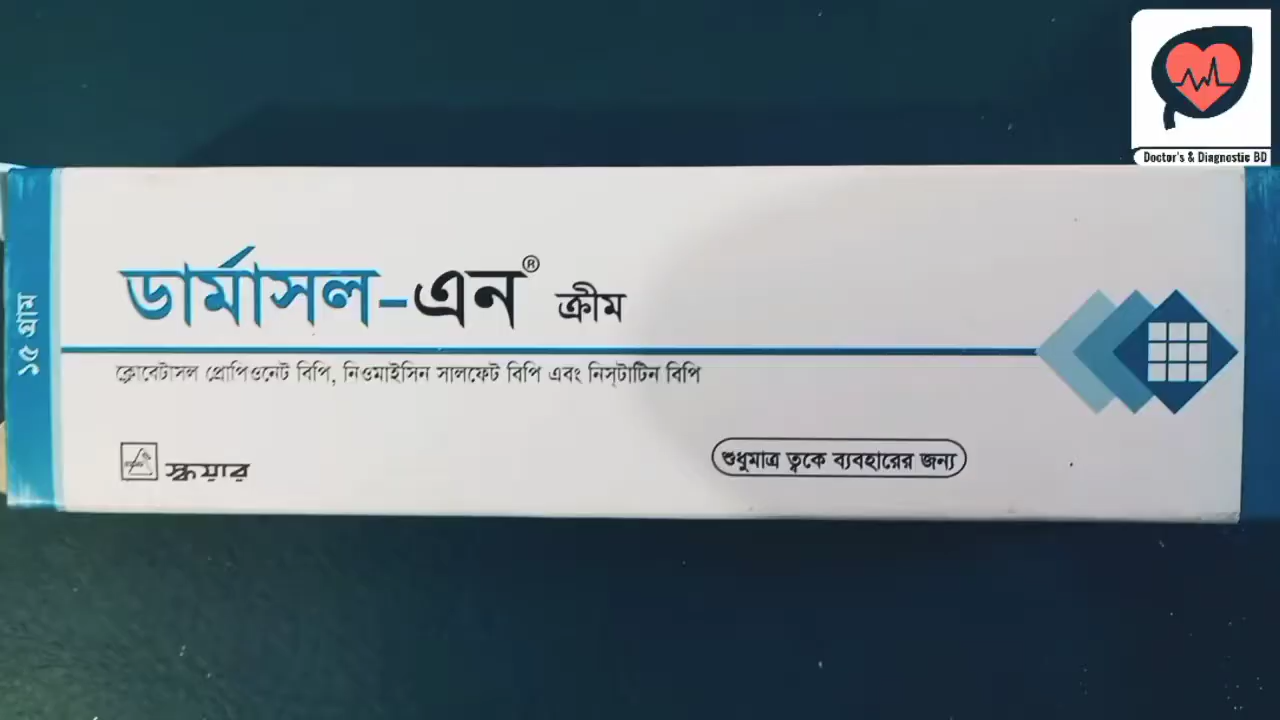 Doctor's & Diagnostic BD
১৫ গ্রাম
ডার্মাসল-এন® ক্রীম
ক্লোবেটাসল প্রোপিওনেট বিপি, নিওমাইসিন সালফেট বিপি এবং নিস্টাটিন বিপি
স্কয়ার
শুধুমাত্র ত্বকে ব্যবহারের জন্য